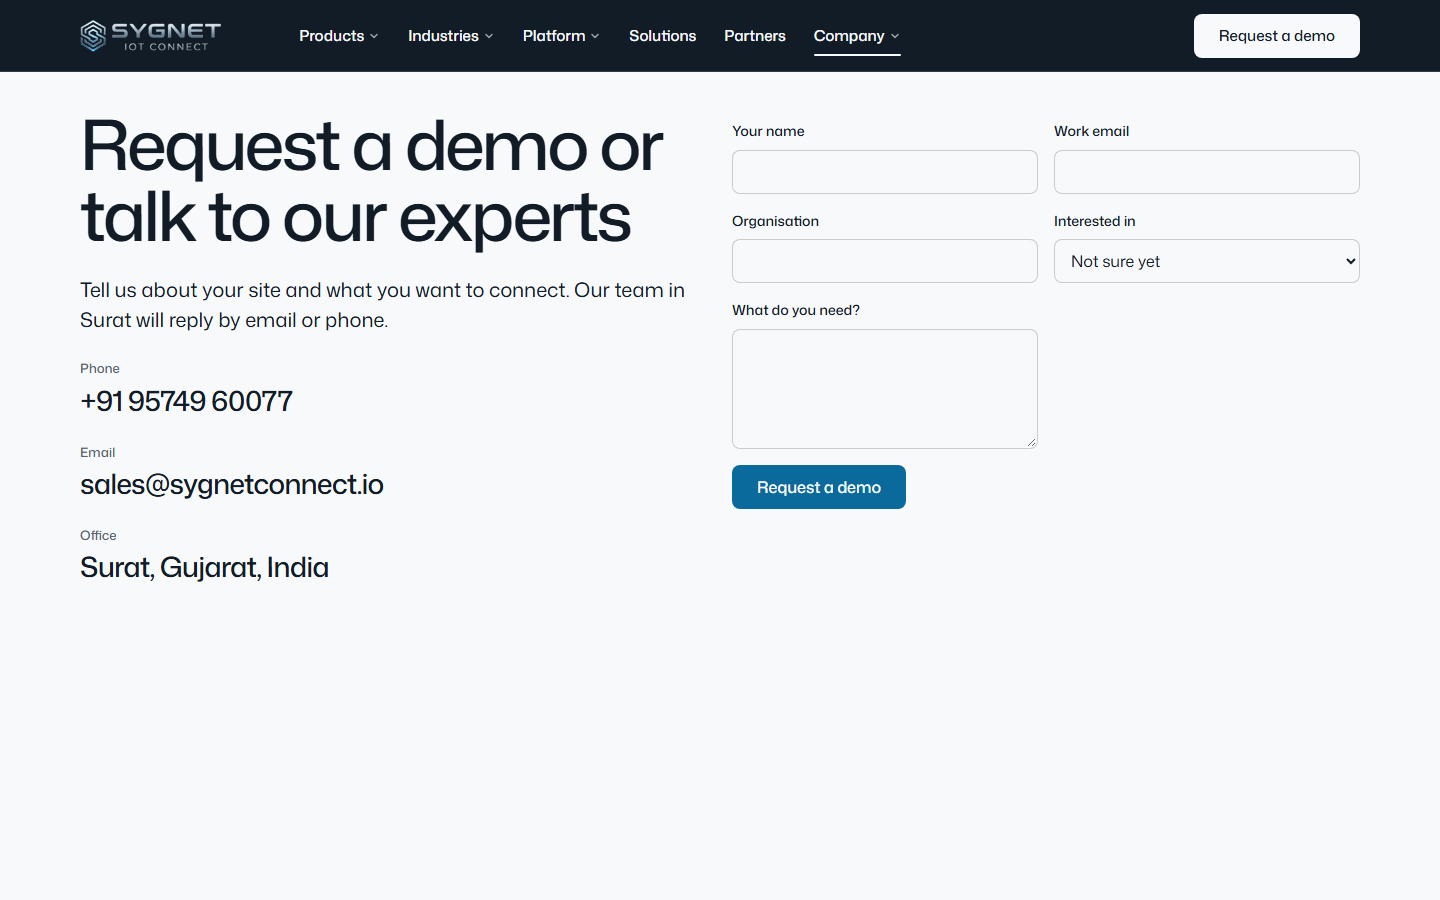 SYGNET
IOT CONNECT
Products
Industries
Platform
Solutions
Partners
Company
Request a demo
Request a demo or
talk to our experts
Tell us about your site and what you want to connect. Our team in
Surat will reply by email or phone.
Phone
+91 95749 60077
Email
sales@sygnetconnect.io
Office
Surat, Gujarat, India
Your name
Work email
Organisation
Interested in
Not sure yet
What do you need?
Request a demo